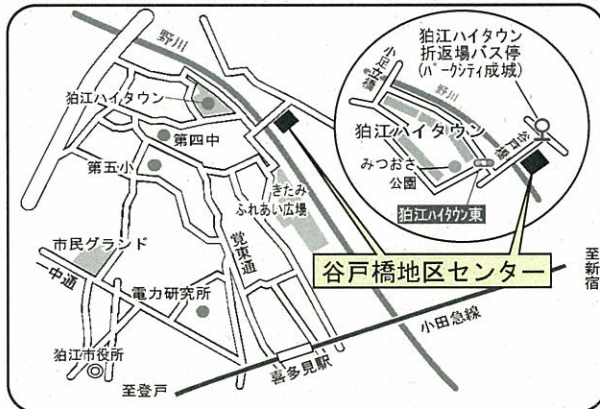 野川
狛江ハイタウン
第四中
第五小
きたみ
ふれあい広場
市民グランド
一中通
覚東通
電力研究所
狛江市役所
至登戸
喜多見駅
小田急線
至新宿
谷戸橋地区センター
狛江ハイタウン
折返場バス停
(パークシティ成城)
小足立橋
野川
狛江ハイタウン
谷戸橋
みつおさ
公園
狛江ハイタウン東